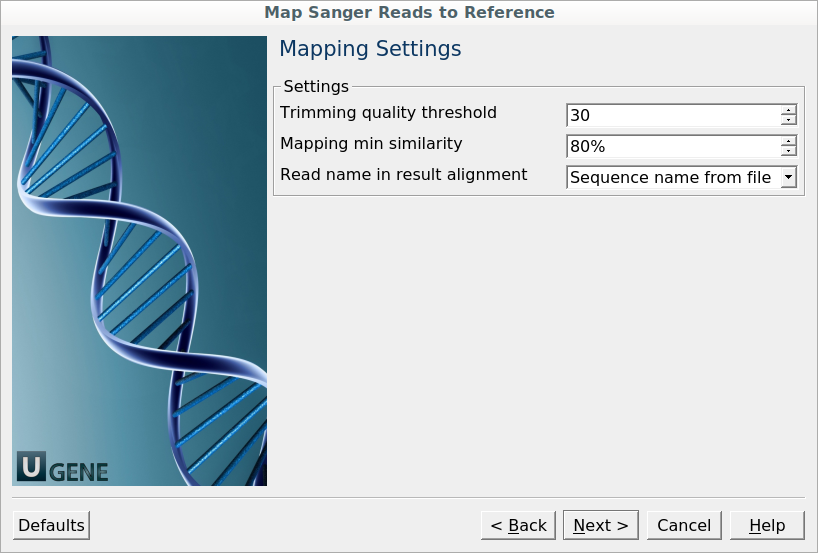 Map Sanger Reads to Reference
Mapping Settings
Settings
Trimming quality threshold 30
Mapping min similarity 80%
Read name in result alignment Sequence name from file
U GENE
Defaults < Back Next > Cancel Help